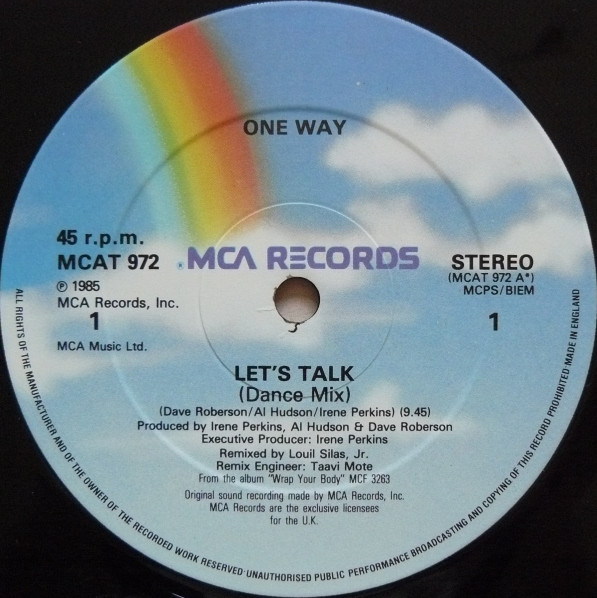 ONE WAY
45 r.p.m.
MCAT 972
MCA RECORDS
STEREO
(MCAT 972 A*)
MCPS/BIEM
℗ 1985
MCA Records, Inc.
1
1
MCA Music Ltd.
LET'S TALK
(Dance Mix)
(Dave Roberson/Al Hudson/Irene Perkins) (9.45)
Produced by Irene Perkins, Al Hudson & Dave Roberson
Executive Producer: Irene Perkins
Remixed by Louil Silas, Jr.
Remix Engineer: Taavi Mote
From the album "Wrap Your Body" MCF 3263
Original sound recording made by MCA Records, Inc.
MCA Records are the exclusive licensees
for the U.K.
ALL RIGHTS OF THE MANUFACTURER AND OF THE OWNER OF THE RECORDED WORK RESERVED·UNAUTHORISED PUBLIC PERFORMANCE BROADCASTING AND COPYING OF THIS RECORD PROHIBITED·MADE IN ENGLAND